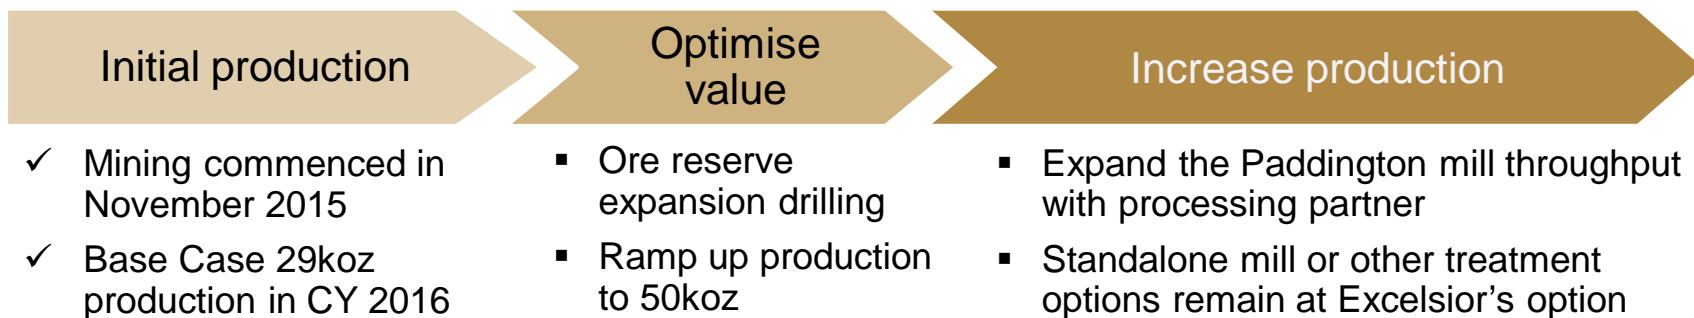 Initial production
Optimise
value
Increase production
✓ Mining commenced in
November 2015
✓ Base Case 29koz
production in CY 2016
▪ Ore reserve
expansion drilling
▪ Ramp up production
to 50koz
▪ Expand the Paddington mill throughput
with processing partner
▪ Standalone mill or other treatment
options remain at Excelsior’s option